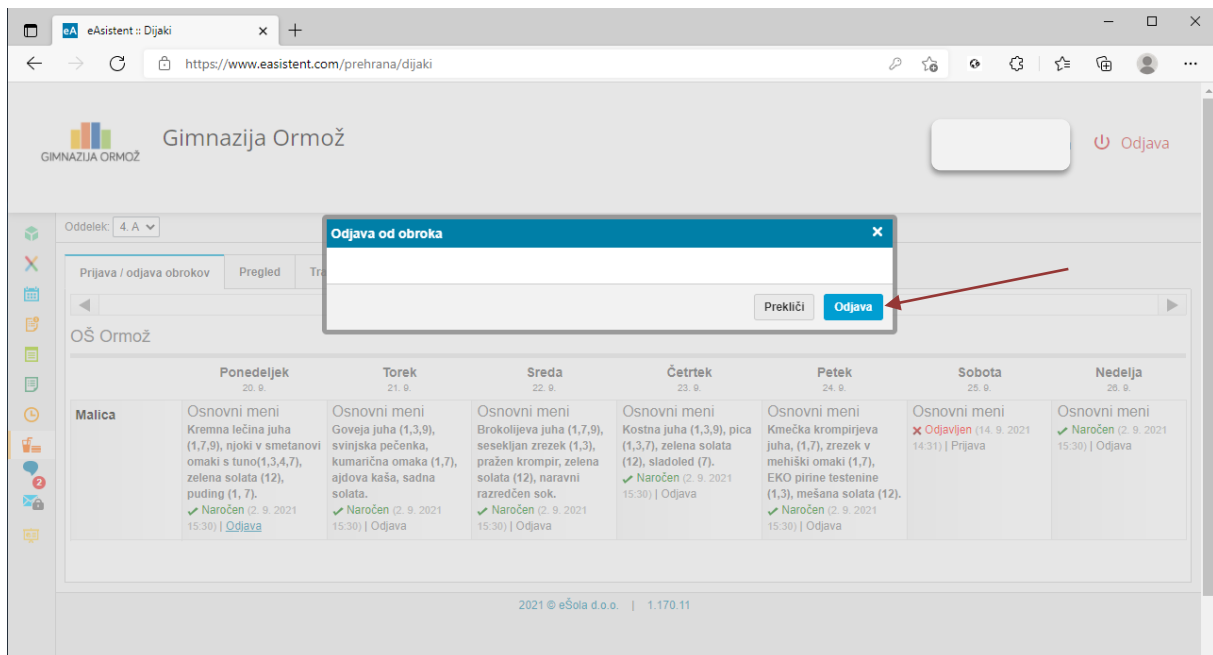 eA eAsistent :: Dijaki
https://www.easistent.com/prehrana/dijaki
GIMNAZIJA ORMOŽ
Gimnazija Ormož
Odjava
Oddelek: 4. A
Odjava od obroka
Prijava / odjava obrokov Pregled
Prekliči Odjava
OŠ Ormož
Ponedeljek Torek Sreda Četrtek Petek Sobota Nedelja
20. 9. 21. 9. 22. 9. 23. 9. 24. 9. 25. 9. 26. 9.
Malica
Osnovni meni
Kremna lečina juha
(1,7,9), njoki v smetanovi
omaki s tuno(1,3,4,7),
zelena solata (12),
puding (1, 7).
Naročen (2. 9. 2021
15:30) | Odjava
Osnovni meni
Goveja juha (1,3,9),
svinjska pečenka,
kumarična omaka (1,7),
ajdova kaša, sadna
solata.
Naročen (2. 9. 2021
15:30) | Odjava
Osnovni meni
Brokolijeva juha (1,7,9),
sesekljan zrezek (1,3),
pražen krompir, zelena
solata (12), naravni
razredčen sok.
Naročen (2. 9. 2021
15:30) | Odjava
Osnovni meni
Kostna juha (1,3,9), pica
(1,3,7), zelena solata
(12), sladoled (7).
Naročen (2. 9. 2021
15:30) | Odjava
Osnovni meni
Kmečka krompirjeva
juha, (1,7), zrezek v
mehiški omaki (1,7),
EKO pirine testenine
(1,3), mešana solata (12).
Naročen (2. 9. 2021
15:30) | Odjava
Osnovni meni
Odjavljen (14. 9. 2021
14:31) | Prijava
Osnovni meni
Naročen (2. 9. 2021
15:30) | Odjava
2
2021 © eŠola d.o.o. | 1.170.11